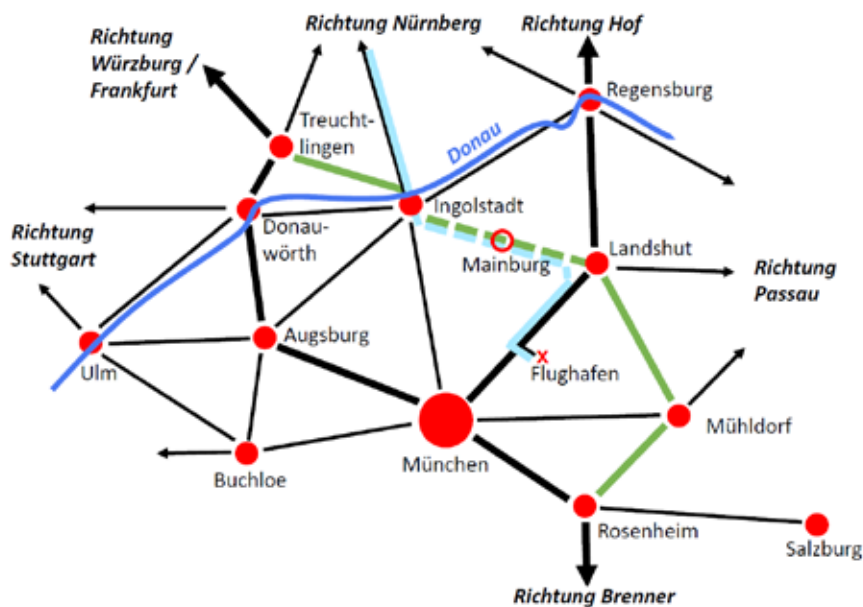 Richtung
Würzburg /
Frankfurt
Richtung Nürnberg
Richtung Hof
Regensburg
Treucht-
lingen
Donau
Ingolstadt
Donau-
wörth
Richtung
Stuttgart
Mainburg
Landshut
Richtung
Passau
Augsburg
x
Flughafen
Ulm
Mühldorf
München
Buchloe
Rosenheim
Salzburg
Richtung Brenner